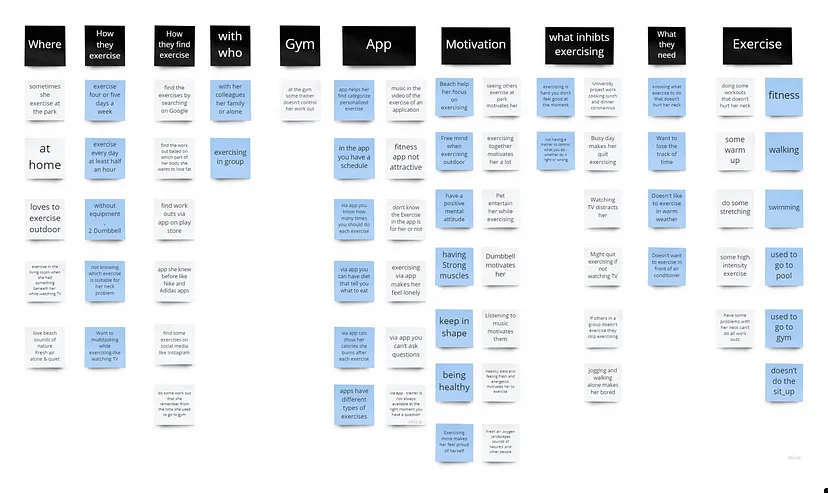 Where
How
they
exercise
How
they find
exercise
with
who
Gym
App
Motivation
what inhibts
exercising
What
they
need
Exercise
sometimes
she
exercise at
the park
at
home
loves to
exercise
outdoor
exercise in the
living room when
she had
something
beneath her
while watching TV
love beach
sounds of
nature
Fresh air
alone & quiet
exercise
four or five
days a
week
exercise
every day
at least half
an hour
without
equipment
,
2 Dumbbell
not knowing
which exercise is
suitable for
her neck
problem
Want to
multitasking
while
exercising-like
watching TV
find the
exercises by
searching
on Google
find the work
out based on
which part of
her body she
wants to lose fat
find work
outs via
app on play
store
app she knew
before like
Nike and
Adidas apps
find some
exercises on
social media
like Instagram
do some work out
that she
remember from
the time she used
to go to gym
with her
colleagues
her family
or alone
exercising
in group
at the gym
some trainer
doesn't control
her work out
app helps her
find categorize
personalized
exercise
in the app
you have a
schedule
via app you
know how
many times
you should do
each exercise
via app you
can have diet
that tell you
what to eat
via app can
show her
calories she
burns after
each exercise
apps have
different
types of
exercises
music in the
video of the
exercise of an
application
fitness
app not
attractive
don't know
the Exercise
in the app is
for her or not
exercising
via app
makes her
feel lonely
via app you
can't ask
questions
via app trainer is
not always
available at the
right moment you
have a question
miro
Beach help
her focus
on
exercising
Free mind
when
exercising
outdoor
have a
positive
mental
attitude
having
Strong
muscles
keep in
shape
being
healthy
Exercising
more makes
her feel proud of
herself
seeing others
exercise at
park
motivates her
exercising
together
motivates
her a lot
Pet
entertain
her while
exercising
Dumbbell
motivates
her
Listening to
music
motivates
them
healthy diets and
feeling fresh and
energetic
motivates her to
exercise
Fresh air, oxygen
landscapes
sounds of
natures and
other people
exercising is
hard you don't
feel good at
the moment
not having a
trainer to control
what you do
whether do it
right or wrong
University
project work
cooking lunch
and dinner
coronavirus
Busy day
makes her
quit
exercising
Watching
TV distracts
her
Might quit
exercising if
not
watching TV
If others in
a group doesn't
exercise they
skip exercising
jogging and
walking
alone makes
her bored
knowing what
exercise to do
that doesn't
hurt her neck
Want to
lose the
track of
time
Doesn't like
to exercise
in warm
weather
Doesn't want
to exercise in
front of air
conditioner
doing some
workouts
that doesn't
hurt her neck
some
warm
up
do some
stretching
some high
intensity
exercise
have some
problems with
her neck can't
do all work
outs
fitness
walking
swimming
used to
go to
pool
used to
go to
gym
doesn't
do the
sit_up
miro